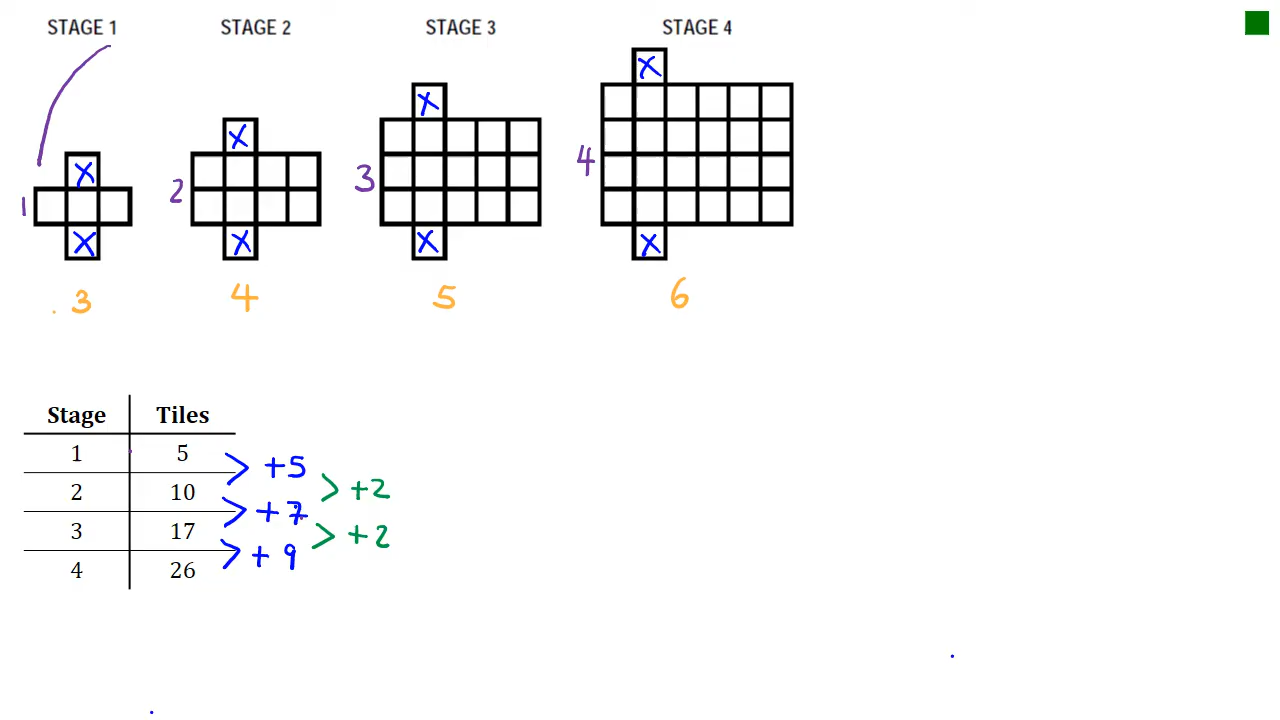 STAGE 1 STAGE 2 STAGE 3 STAGE 4
X
X
X X
X X X X
1 2 3 4
3 4 5 6
Stage Tiles
1 5
> +5
2 10
> +2
> +7
3 17
> +2
> +9
4 26